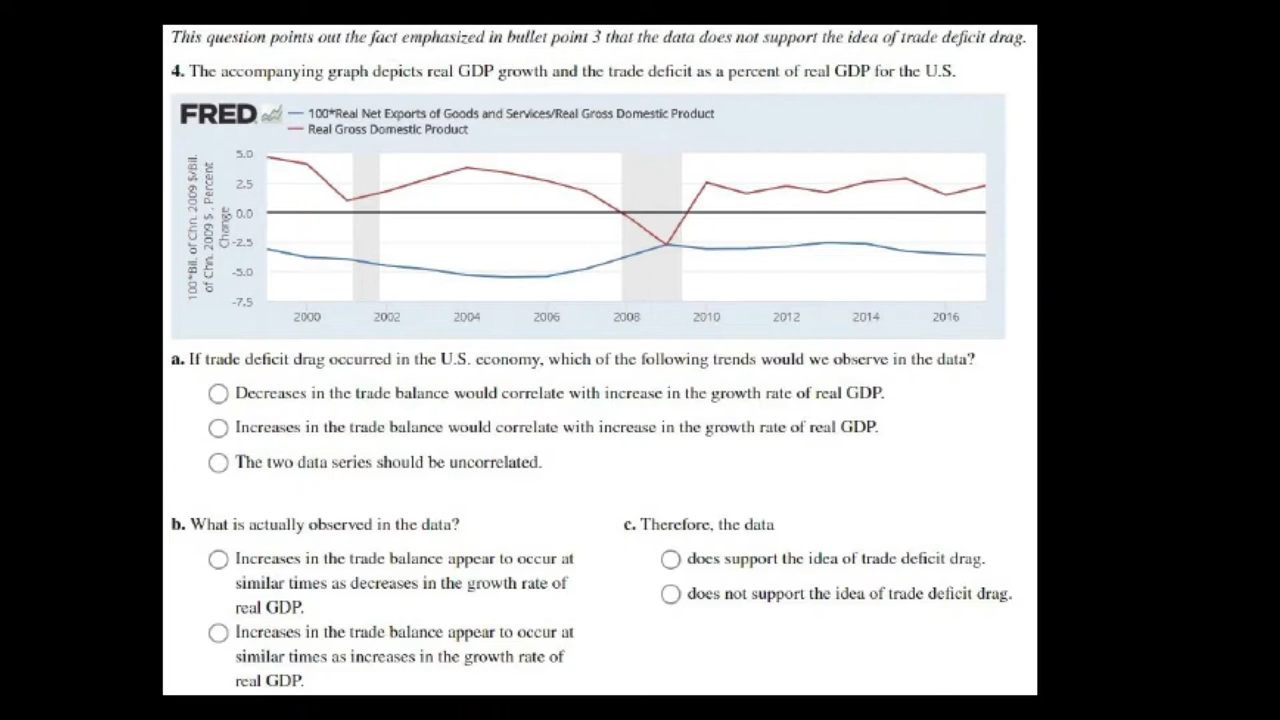 This question points out the fact emphasized in bullet point 3 that the data does not support the idea of trade deficit drag.
4. The accompanying graph depicts real GDP growth and the trade deficit as a percent of real GDP for the U.S.
FRED
— 100*Real Net Exports of Goods and Services/Real Gross Domestic Product
— Real Gross Domestic Product
100*Bil. of Chn. 2009 $/Bil.
of Chn. 2009 $ , Percent
Change
5.0
2.5
0.0
-2.5
-5.0
-7.5
2000 2002 2004 2006 2008 2010 2012 2014 2016
a. If trade deficit drag occurred in the U.S. economy, which of the following trends would we observe in the data?
Decreases in the trade balance would correlate with increase in the growth rate of real GDP.
Increases in the trade balance would correlate with increase in the growth rate of real GDP.
The two data series should be uncorrelated.
b. What is actually observed in the data?
Increases in the trade balance appear to occur at
similar times as decreases in the growth rate of
real GDP.
Increases in the trade balance appear to occur at
similar times as increases in the growth rate of
real GDP.
c. Therefore, the data
does support the idea of trade deficit drag.
does not support the idea of trade deficit drag.